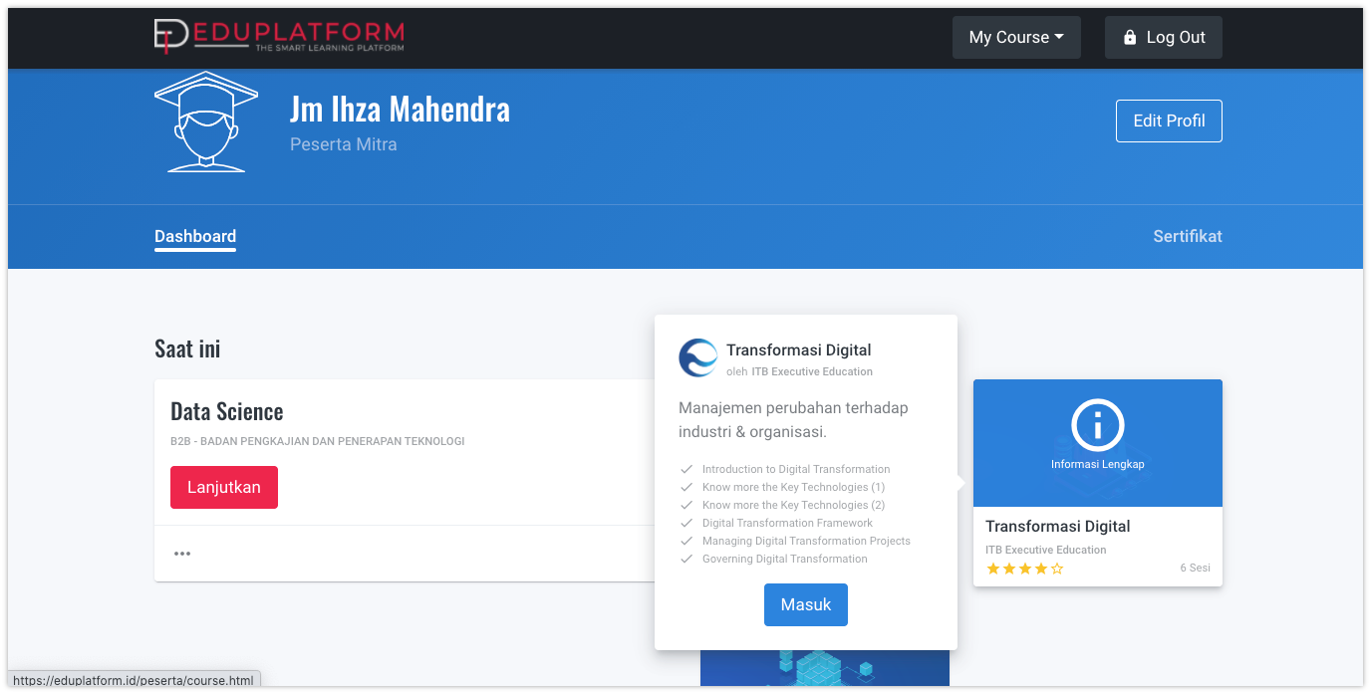 EDUPLATFORM
THE SMART LEARNING PLATFORM
My Course
Log Out
Jm Ihza Mahendra
Peserta Mitra
Edit Profil
Dashboard
Sertifikat
Saat ini
Data Science
B2B - BADAN PENGKAJIAN DAN PENERAPAN TEKNOLOGI
Lanjutkan
Transformasi Digital
oleh ITB Executive Education
Manajemen perubahan terhadap
industri & organisasi.
Introduction to Digital Transformation
Know more the Key Technologies (1)
Know more the Key Technologies (2)
Digital Transformation Framework
Managing Digital Transformation Projects
Governing Digital Transformation
Masuk
Informasi Lengkap
Transformasi Digital
ITB Executive Education
6 Sesi
https://eduplatform.id/peserta/course.html